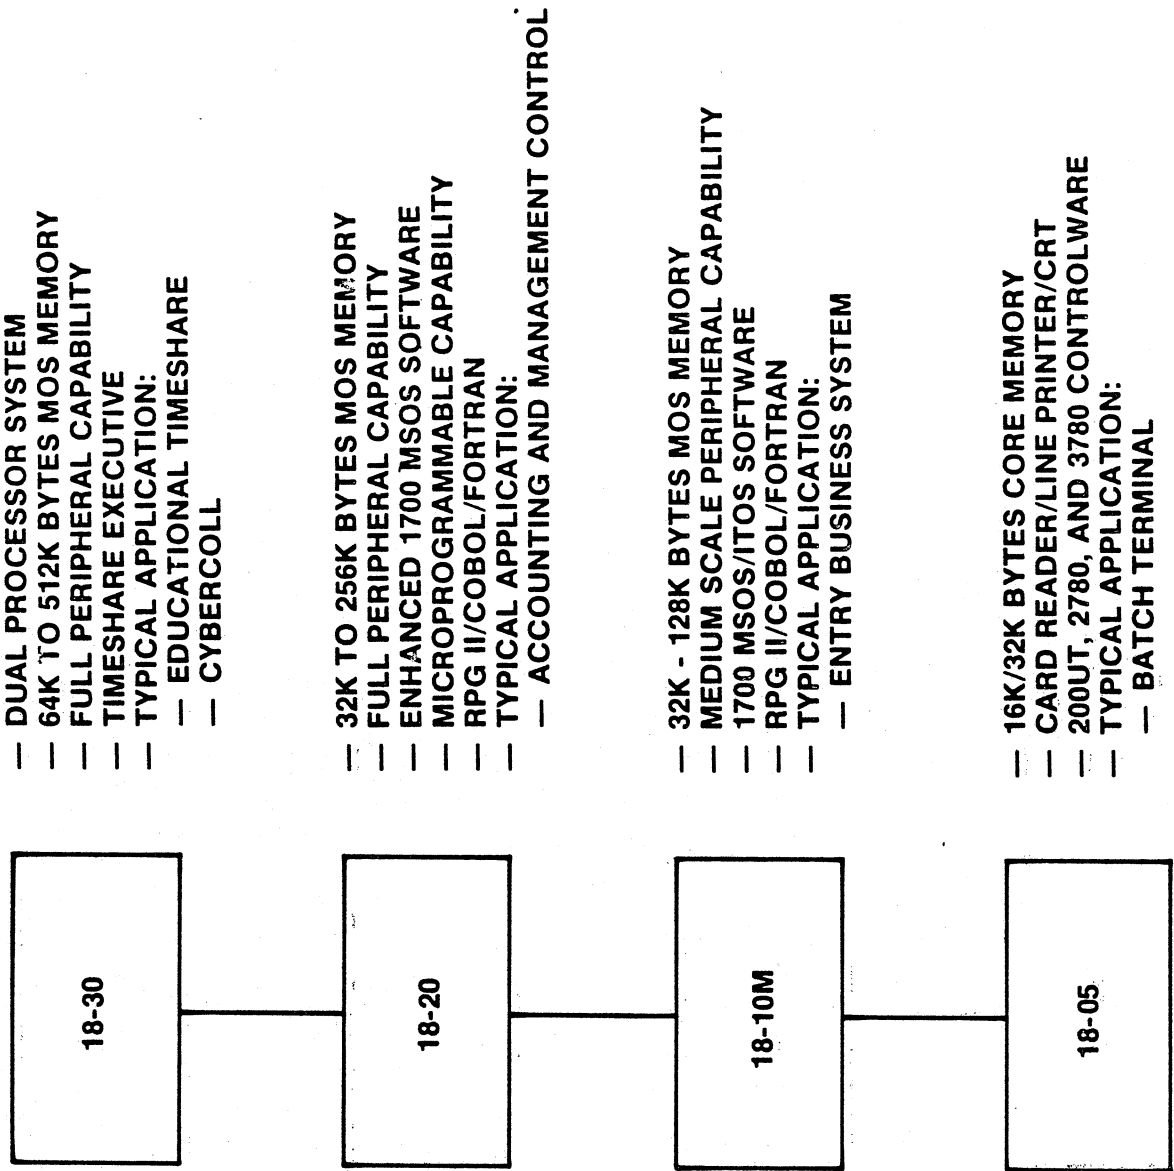 18-30
— DUAL PROCESSOR SYSTEM
— 64K TO 512K BYTES MOS MEMORY
— FULL PERIPHERAL CAPABILITY
— TIMESHARE EXECUTIVE
— TYPICAL APPLICATION:
— EDUCATIONAL TIMESHARE
— CYBERCOLL
18-20
— 32K TO 256K BYTES MOS MEMORY
— FULL PERIPHERAL CAPABILITY
— ENHANCED 1700 MSOS SOFTWARE
— MICROPROGRAMMABLE CAPABILITY
— RPG II/COBOL/FORTRAN
— TYPICAL APPLICATION:
— ACCOUNTING AND MANAGEMENT CONTROL
18-10M
— 32K - 128K BYTES MOS MEMORY
— MEDIUM SCALE PERIPHERAL CAPABILITY
— 1700 MSOS/ITOS SOFTWARE
— RPG II/COBOL/FORTRAN
— TYPICAL APPLICATION:
— ENTRY BUSINESS SYSTEM
18-05
— 16K/32K BYTES CORE MEMORY
— CARD READER/LINE PRINTER/CRT
— 200UT, 2780, AND 3780 CONTROLWARE
— TYPICAL APPLICATION:
— BATCH TERMINAL